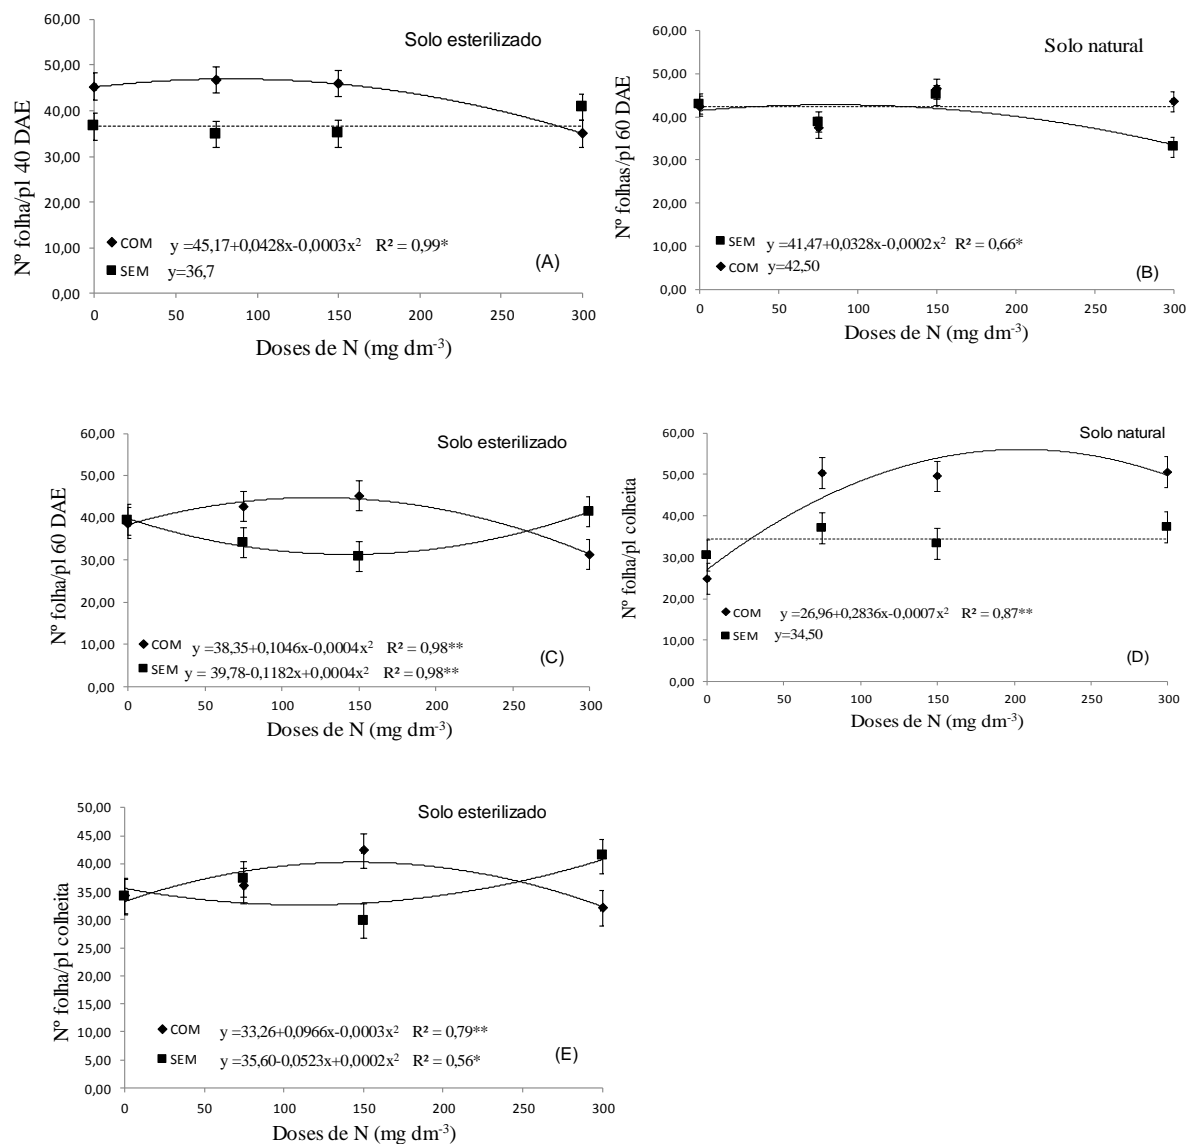 Solo esterilizado
Nº folha/pl 40 DAE
60,00
50,00
40,00
30,00
20,00
10,00
0,00
COM y =45,17+0,0428x-0,0003x² R² = 0,99*
SEM y=36,7
(A)
0 50 100 150 200 250 300
Doses de N (mg dm⁻³)
Solo natural
Nº folhas/pl 60 DAE
60,00
50,00
40,00
30,00
20,00
10,00
0,00
SEM y =41,47+0,0328x-0,0002x² R² = 0,66*
COM y=42,50
(B)
0 50 100 150 200 250 300
Doses de N (mg dm⁻³)
Solo esterilizado
Nº folha/pl 60 DAE
60,00
50,00
40,00
30,00
20,00
10,00
0,00
COM y =38,35+0,1046x-0,0004x² R² = 0,98**
SEM y = 39,78-0,1182x+0,0004x² R² = 0,98**
(C)
0 50 100 150 200 250 300
Doses de N (mg dm⁻³)
Solo natural
Nº folha/pl colheita
60,00
50,00
40,00
30,00
20,00
10,00
0,00
COM y =26,96+0,2836x-0,0007x² R² = 0,87**
SEM y=34,50
(D)
0 50 100 150 200 250 300
Doses de N (mg dm⁻³)
Solo esterilizado
Nº folha/pl colheita
50,00
45,00
40,00
35,00
30,00
25,00
20,00
15,00
10,00
5,00
0,00
COM y =33,26+0,0966x-0,0003x² R² = 0,79**
SEM y =35,60-0,0523x+0,0002x² R² = 0,56*
(E)
0 50 100 150 200 250 300
Doses de N (mg dm⁻³)